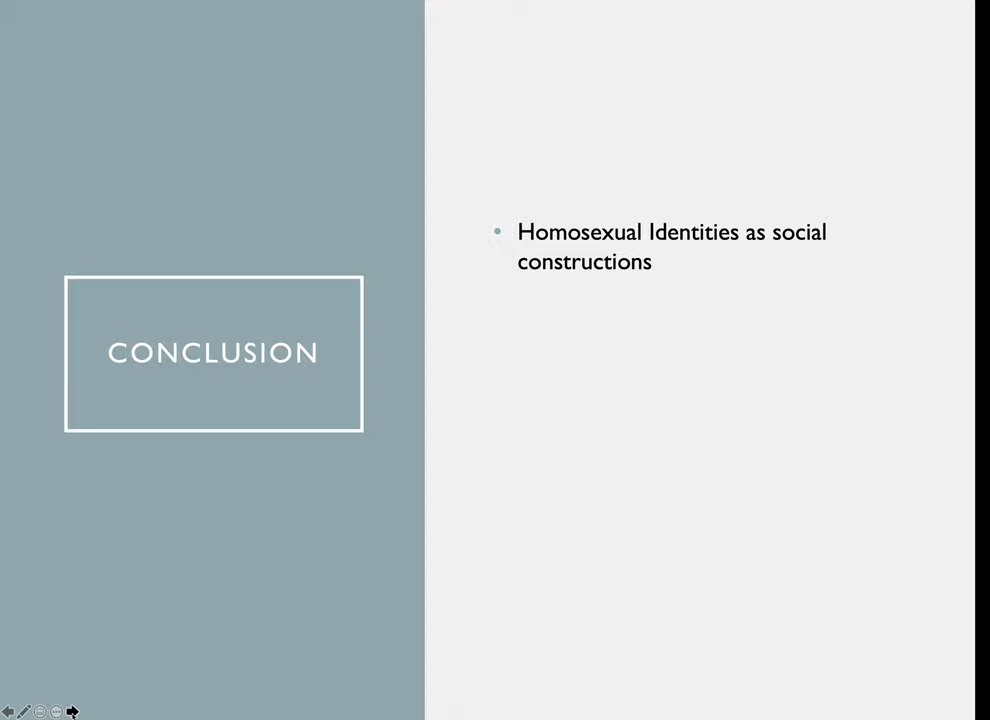 CONCLUSION
• Homosexual Identities as social
constructions